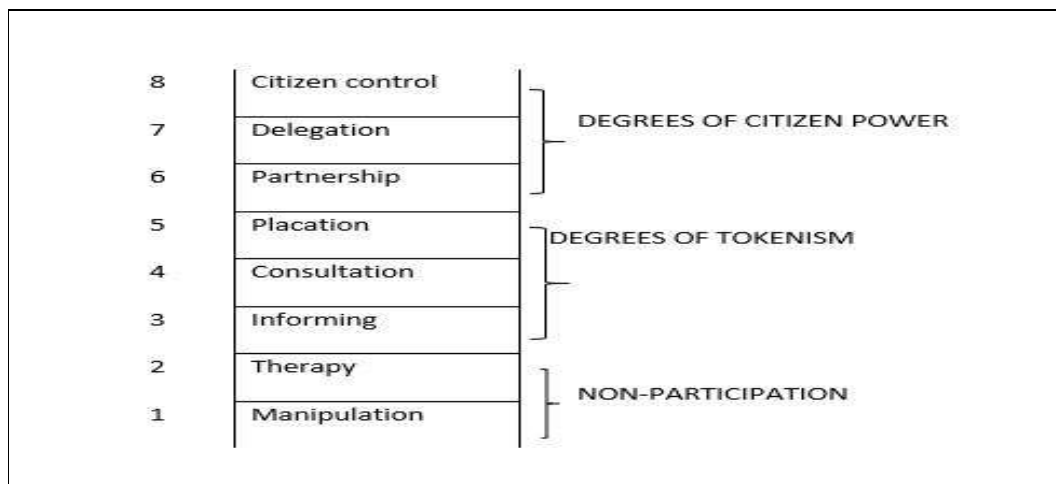 8 Citizen control
7 Delegation
DEGREES OF CITIZEN POWER
6 Partnership
5 Placation
DEGREES OF TOKENISM
4 Consultation
3 Informing
2 Therapy
NON-PARTICIPATION
1 Manipulation